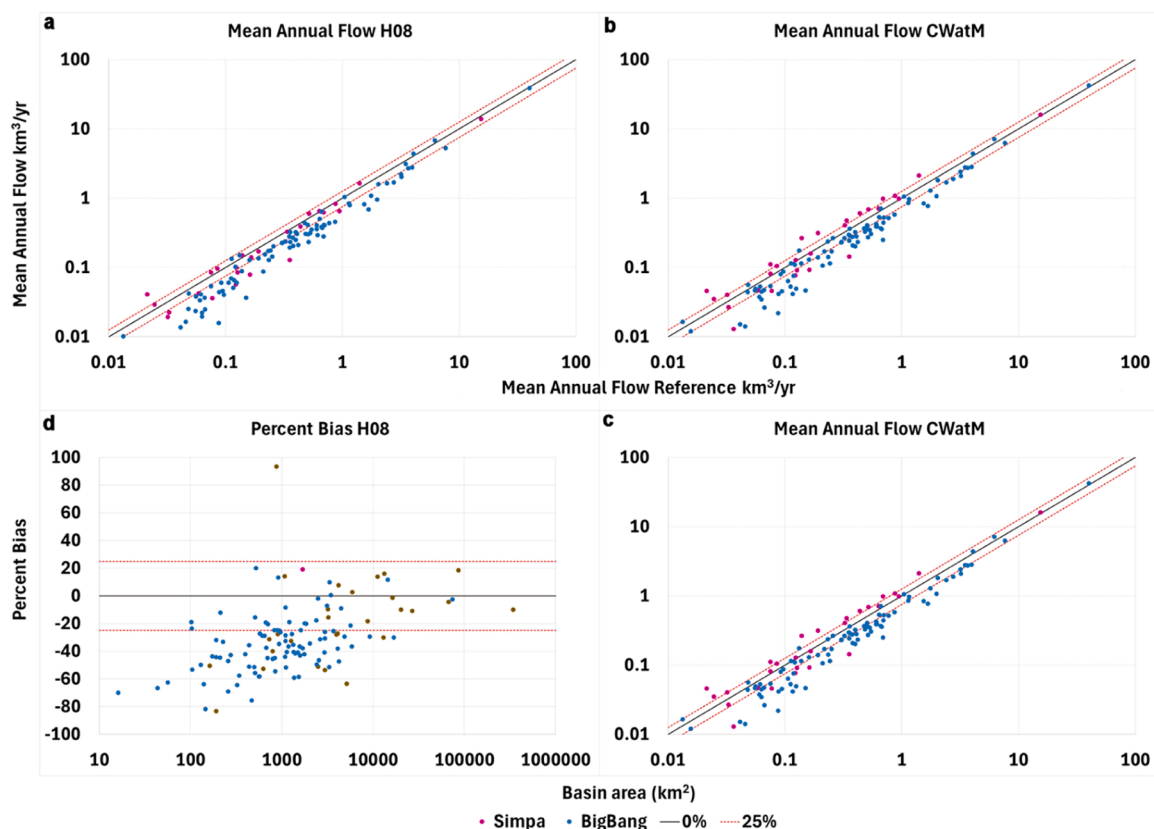 a
Mean Annual Flow H08
Mean Annual Flow km³/yr
100
10
1
0.1
0.01
0.01 0.1 1 10 100
b
Mean Annual Flow CWatM
100
10
1
0.1
0.01
0.01 0.1 1 10 100
Mean Annual Flow Reference km³/yr
d
Percent Bias H08
Percent Bias
100
80
60
40
20
0
-20
-40
-60
-80
-100
10 100 1000 10000 100000 1000000
c
Mean Annual Flow CWatM
100
10
1
0.1
0.01
0.01 0.1 1 10 100
Basin area (km²)
Simpa BigBang 0% 25%